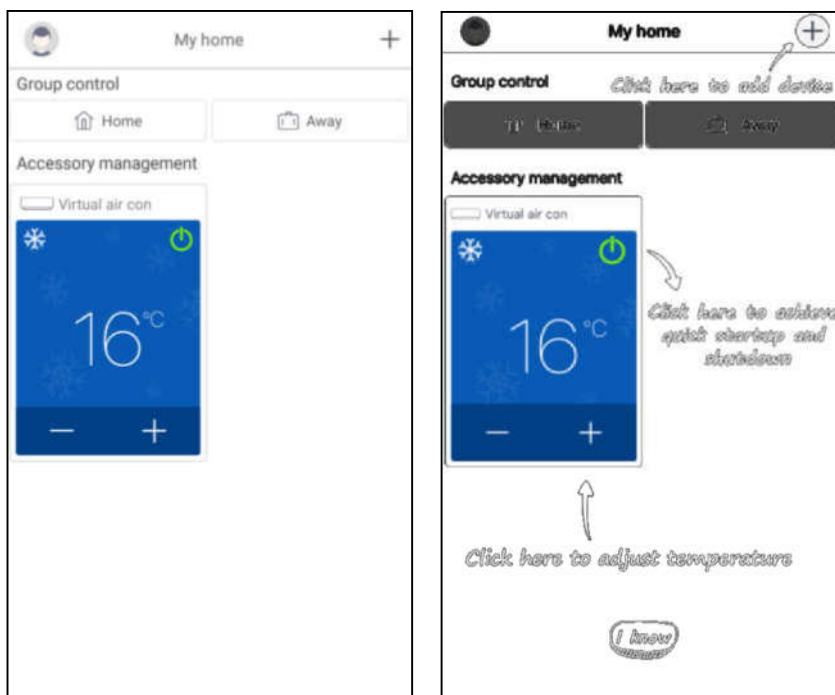 My home
+
Group control
Home
Away
Accessory management
Virtual air con
16°C
— +
My home
+
Click here to add device
Group control
Home
Away
Accessory management
Virtual air con
16°C
Click here to achieve
quick startup and
shutdown
— +
Click here to adjust temperature
I know